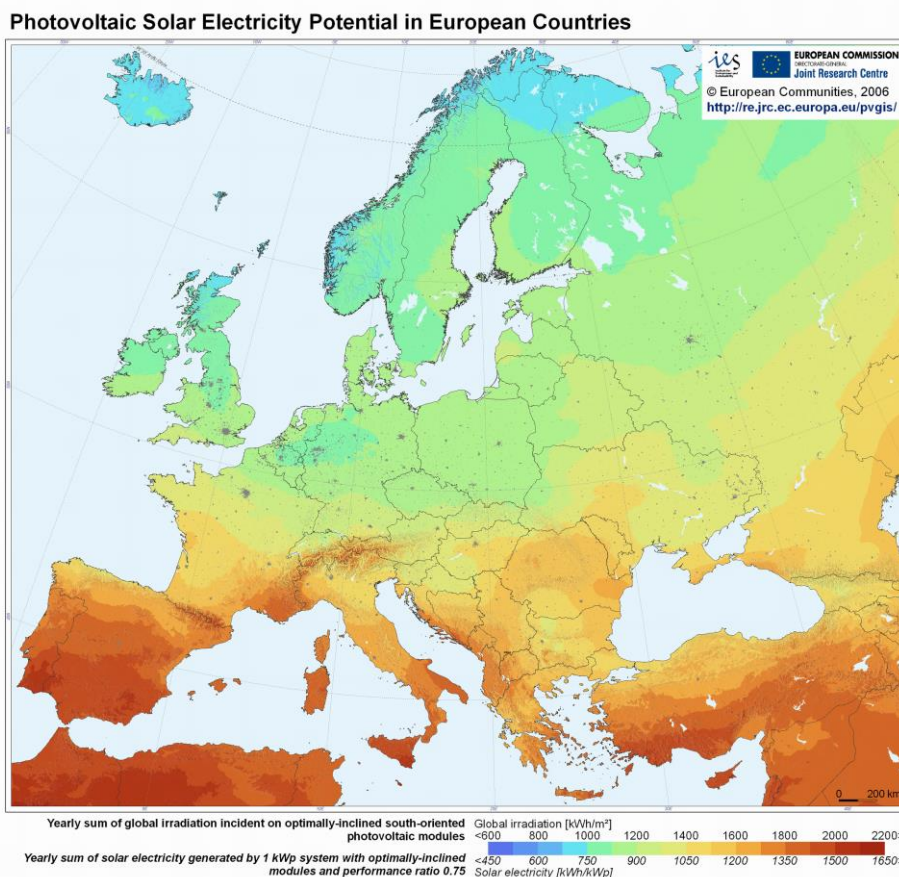 Photovoltaic Solar Electricity Potential in European Countries
ies
EUROPEAN COMMISSION
DIRECTORATE-GENERAL
Joint Research Centre
© European Communities, 2006
http://re.jrc.ec.europa.eu/pvgis/
0 200 km
Yearly sum of global irradiation incident on optimally-inclined south-oriented
photovoltaic modules
Global irradiation [kWh/m²]
<600 800 1000 1200 1400 1600 1800 2000 2200>
Yearly sum of solar electricity generated by 1 kWp system with optimally-inclined
modules and performance ratio 0.75
<450 600 750 900 1050 1200 1350 1500 1650>
Solar electricity [kWh/kWp]